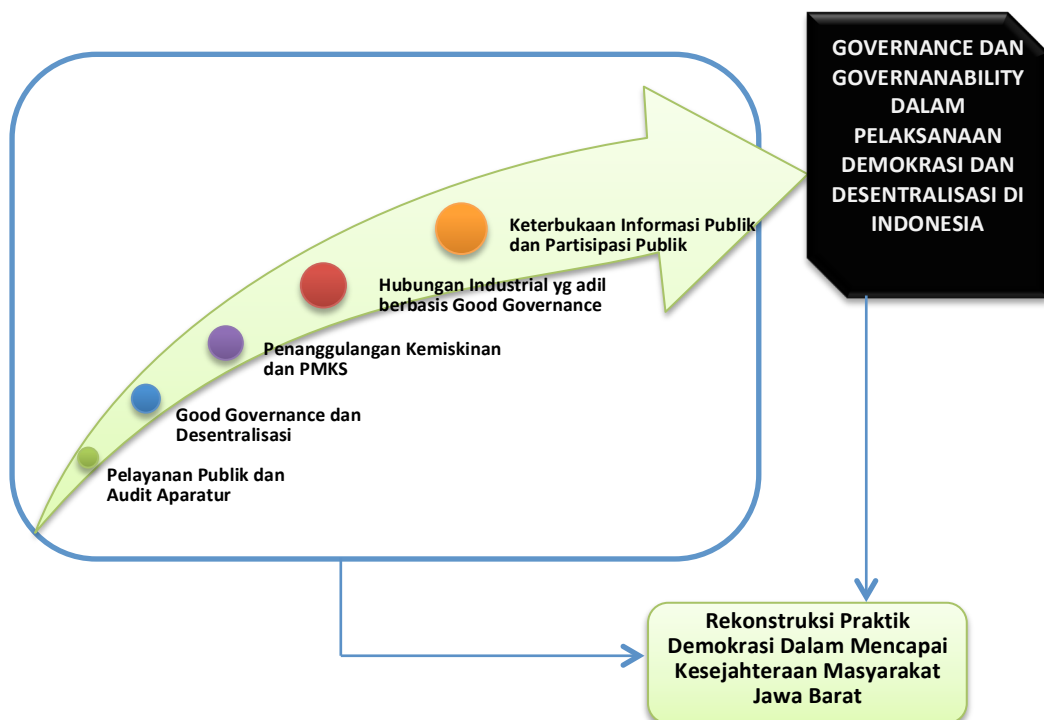 GOVERNANCE DAN
GOVERNANABILITY
DALAM
PELAKSANAAN
DEMOKRASI DAN
DESENTRALISASI DI
INDONESIA
Keterbukaan Informasi Publik
dan Partisipasi Publik
Hubungan Industrial yg adil
berbasis Good Governance
Penanggulangan Kemiskinan
dan PMKS
Good Governance dan
Desentralisasi
Pelayanan Publik dan
Audit Aparatur
Rekonstruksi Praktik
Demokrasi Dalam Mencapai
Kesejahteraan Masyarakat
Jawa Barat